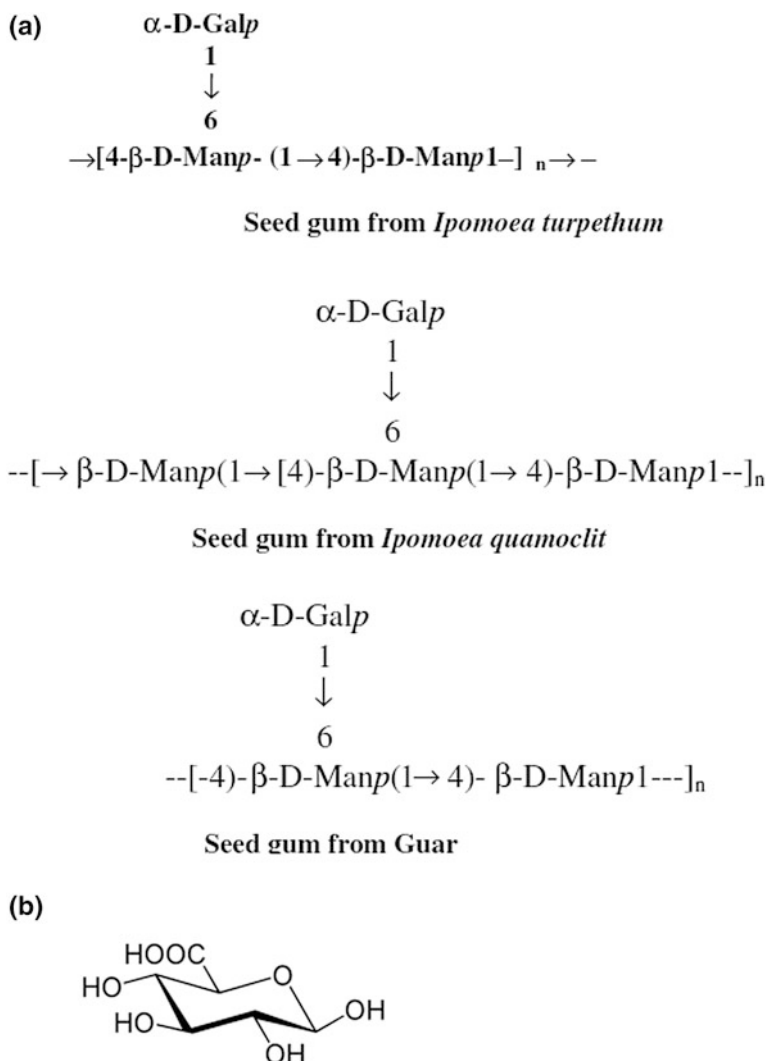 (a)
α-D-Galp
1
↓
6
→[4-β-D-Manp- (1→4)-β-D-Manp1–] n→ –
Seed gum from Ipomoea turpethum
α-D-Galp
1
↓
6
--[→ β-D-Manp(1→[4)-β-D-Manp(1→ 4)-β-D-Manp1--]n
Seed gum from Ipomoea quamoclit
α-D-Galp
1
↓
6
--[-4)-β-D-Manp(1→ 4)- β-D-Manp1---]n
Seed gum from Guar
(b)
HOOC
O
HO
OH
HO
OH